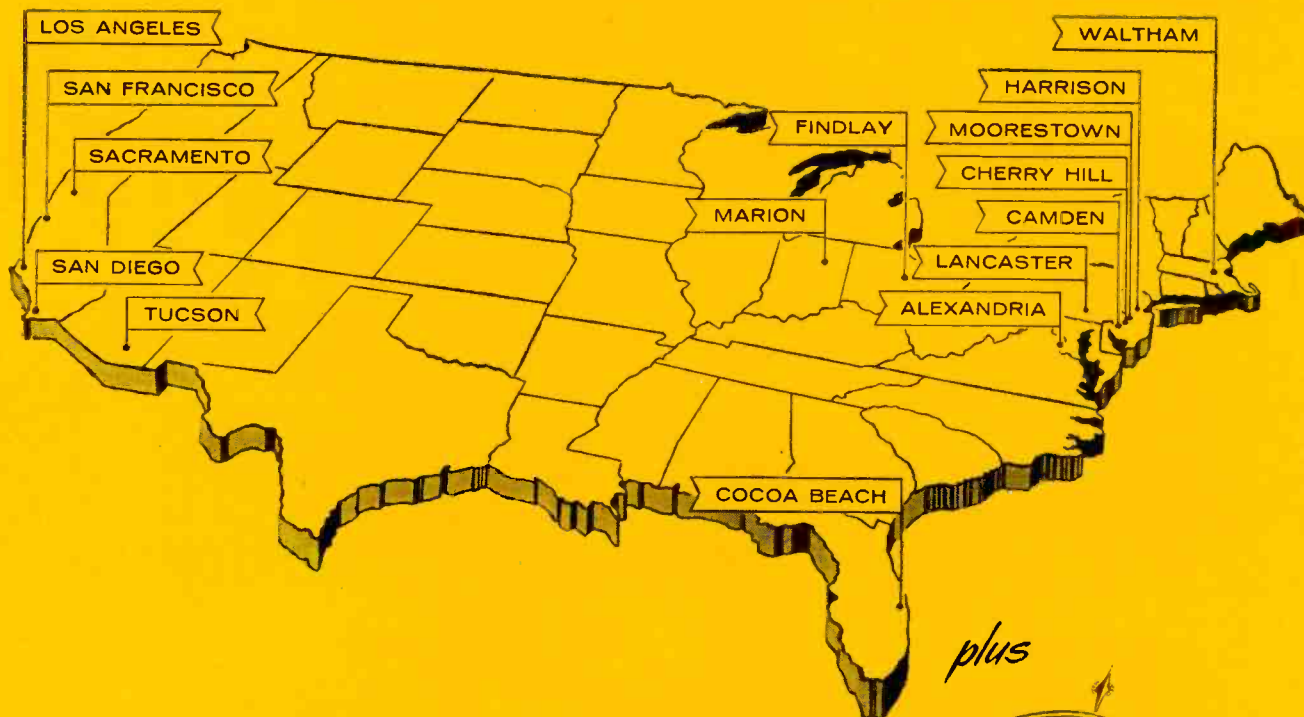 LOS ANGELES
SAN FRANCISCO
SACRAMENTO
SAN DIEGO
TUCSON
WALTHAM
HARRISON
FINDLAY
MOORESTOWN
CHERRY HILL
MARION
CAMDEN
LANCASTER
ALEXANDRIA
COCOA BEACH
plus